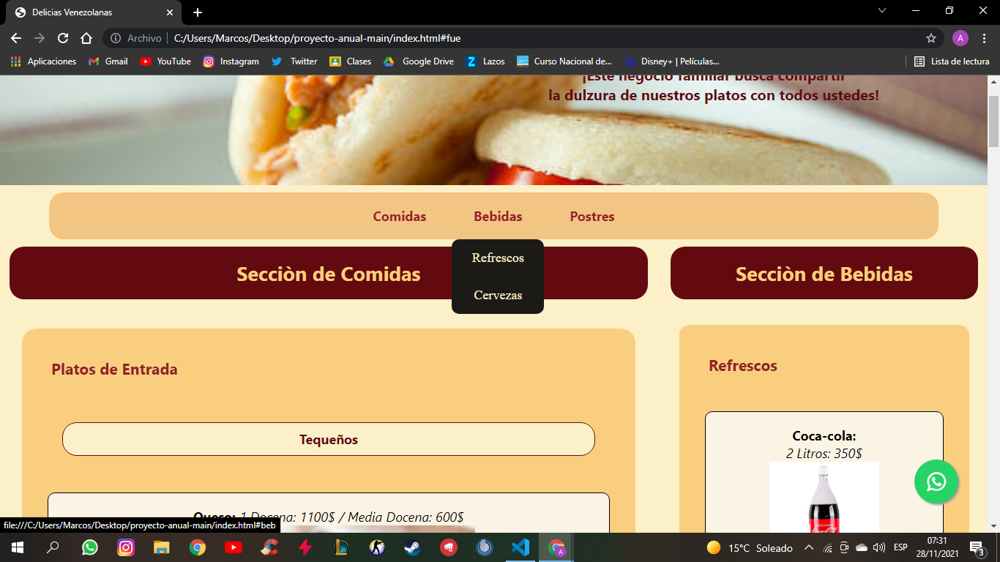 Delicias Venezolanas
Archivo C:/Users/Marcos/Desktop/proyecto-anual-main/index.html#fue
A
Aplicaciones Gmail YouTube Instagram Twitter Clases Google Drive Lazos Curso Nacional de... Disney+ | Películas... Lista de lectura
¡Este negocio familiar busca compartir
la dulzura de nuestros platos con todos ustedes!
Comidas Bebidas Postres
Refrescos
Cervezas
Secciòn de Comidas
Secciòn de Bebidas
Platos de Entrada
Tequeños
Queso: 1 Docena: 1100$ / Media Docena: 600$
Refrescos
Coca-cola:
2 Litros: 350$
file:///C:/Users/Marcos/Desktop/proyecto-anual-main/index.html#beb
15°C Soleado ESP 07:31
28/11/2021
3